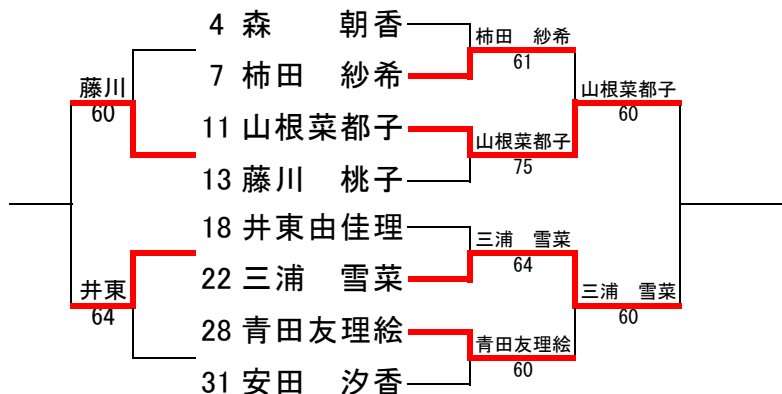 4 森　　朝香
7 柿田　紗希
11 山根菜都子
13 藤川　桃子
18 井東由佳理
22 三浦　雪菜
28 青田友理絵
31 安田　汐香
藤川
60
井東
64
柿田　紗希
61
山根菜都子
75
三浦　雪菜
64
青田友理絵
60
山根菜都子
60
三浦　雪菜
60